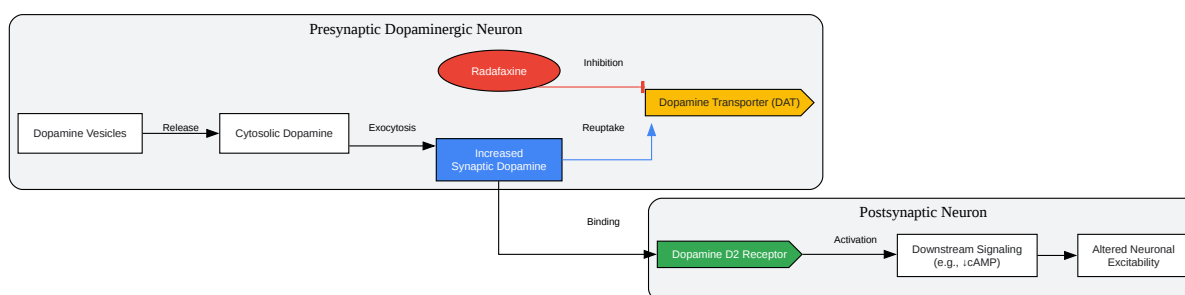 Presynaptic Dopaminergic Neuron
Radafaxine
Inhibition
Dopamine Transporter (DAT)
Dopamine Vesicles
Release
Cytosolic Dopamine
Exocytosis
Reuptake
Increased
Synaptic Dopamine
Binding
Postsynaptic Neuron
Dopamine D2 Receptor
Activation
Downstream Signaling
(e.g., ↓cAMP)
Altered Neuronal
Excitability